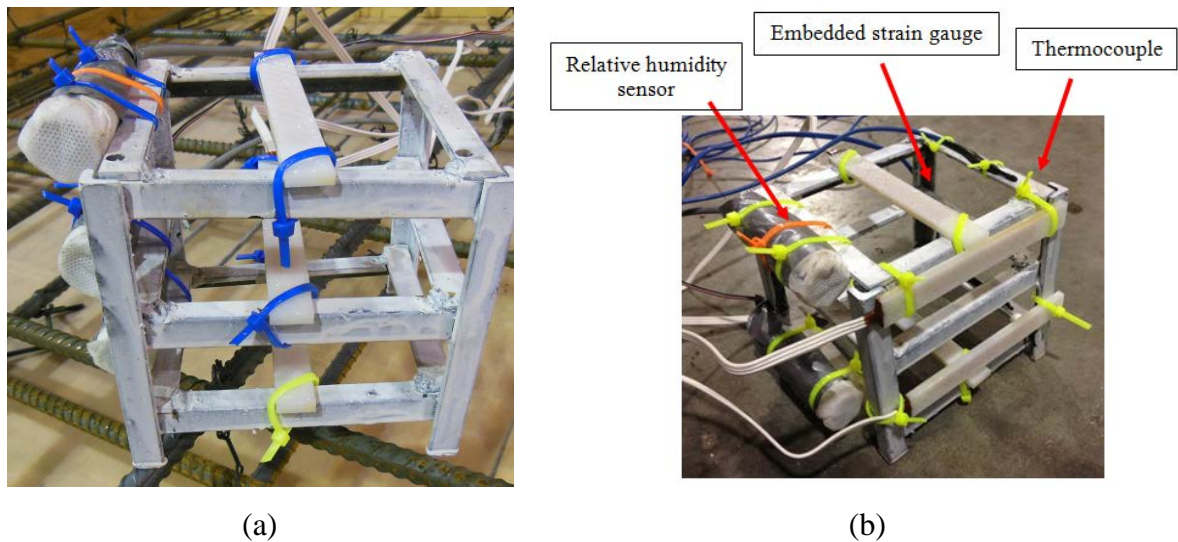 Relative humidity
sensor
Embedded strain gauge
Thermocouple
(a)
(b)